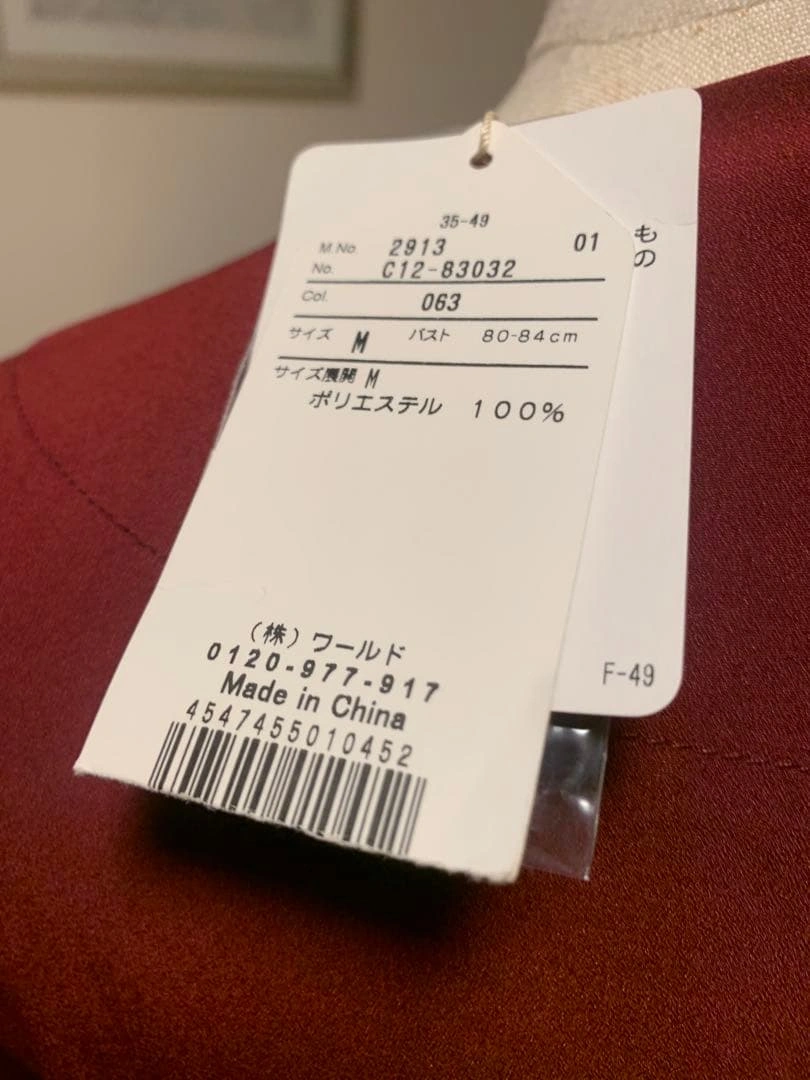 35-49
M.No. 2913 01
No. C12-83032
Col. 063
サイズ M バスト 80-84cm
サイズ展開 M
ポリエステル 100%
(株)ワールド
0120-977-917
Made in China
4547455010452
もの
F-49